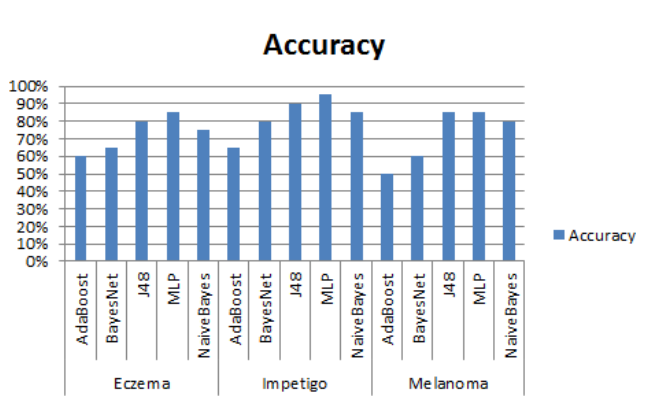 Accuracy
100%
90%
80%
70%
60%
50%
40%
30%
20%
10%
0%
Accuracy
AdaBoost
BayesNet
J48
MLP
NaiveBayes
AdaBoost
BayesNet
J48
MLP
NaiveBayes
AdaBoost
BayesNet
J48
MLP
NaiveBayes
Eczema
Impetigo
Melanoma